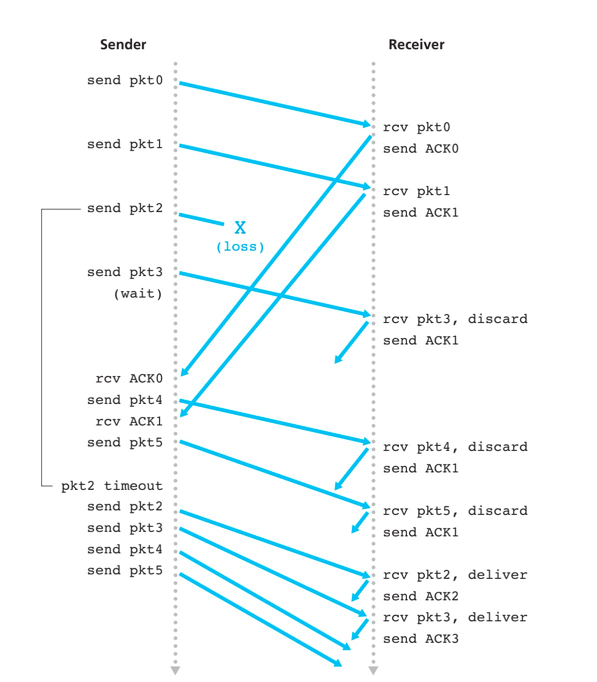 Sender
Receiver
send pkt0
rcv pkt0
send ACK0
send pkt1
rcv pkt1
send ACK1
send pkt2
X
(loss)
send pkt3
(wait)
rcv pkt3, discard
send ACK1
rcv ACK0
send pkt4
rcv ACK1
send pkt5
rcv pkt4, discard
send ACK1
pkt2 timeout
send pkt2
send pkt3
send pkt4
send pkt5
rcv pkt5, discard
send ACK1
rcv pkt2, deliver
send ACK2
rcv pkt3, deliver
send ACK3